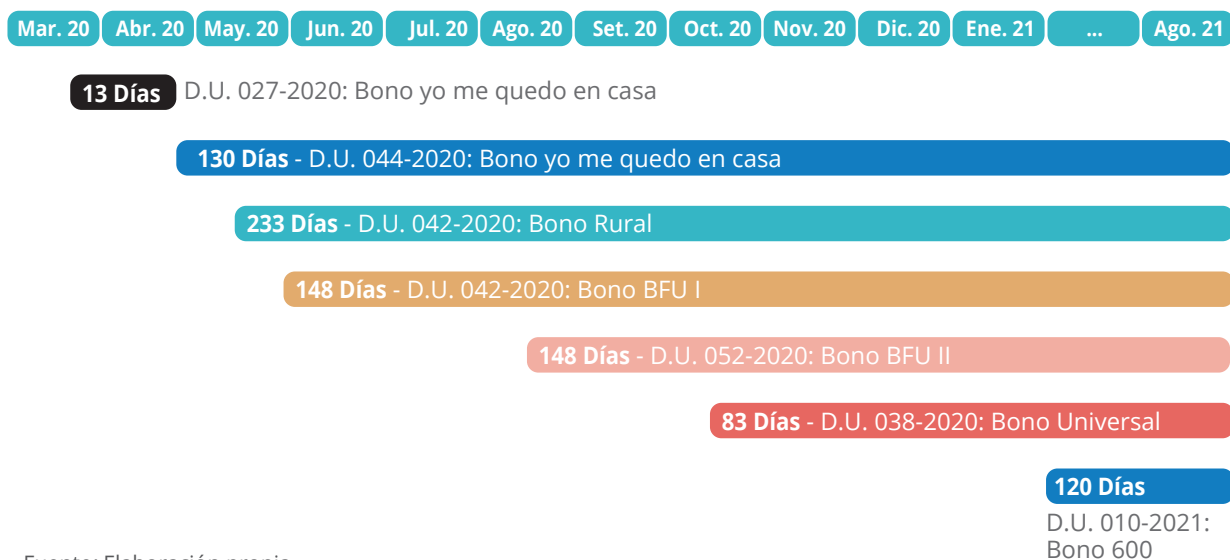 Mar. 20 Abr. 20 May. 20 Jun. 20 Jul. 20 Ago. 20 Set. 20 Oct. 20 Nov. 20 Dic. 20 Ene. 21 ... Ago. 21
13 Días D.U. 027-2020: Bono yo me quedo en casa
130 Días - D.U. 044-2020: Bono yo me quedo en casa
233 Días - D.U. 042-2020: Bono Rural
148 Días - D.U. 042-2020: Bono BFU I
148 Días - D.U. 052-2020: Bono BFU II
83 Días - D.U. 038-2020: Bono Universal
120 Días
D.U. 010-2021:
Bono 600
Fuente: Elaboración propia